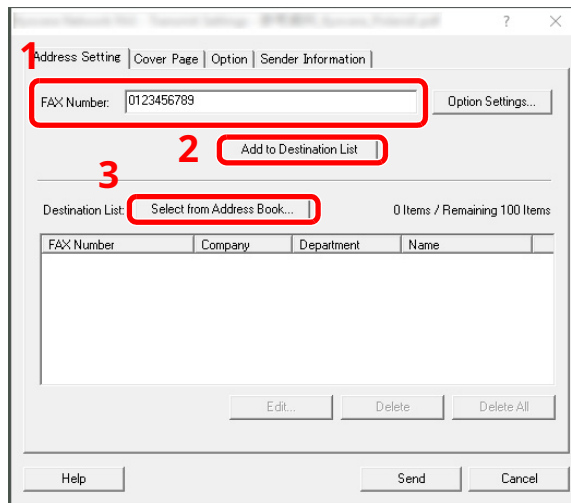 ?
1
Address Setting Cover Page Option Sender Information
FAX Number: 0123456789 Option Settings...
2 Add to Destination List
3
Destination List: Select from Address Book... 0 Items / Remaining 100 Items
FAX Number Company Department Name
Edit... Delete Delete All
Help Send Cancel